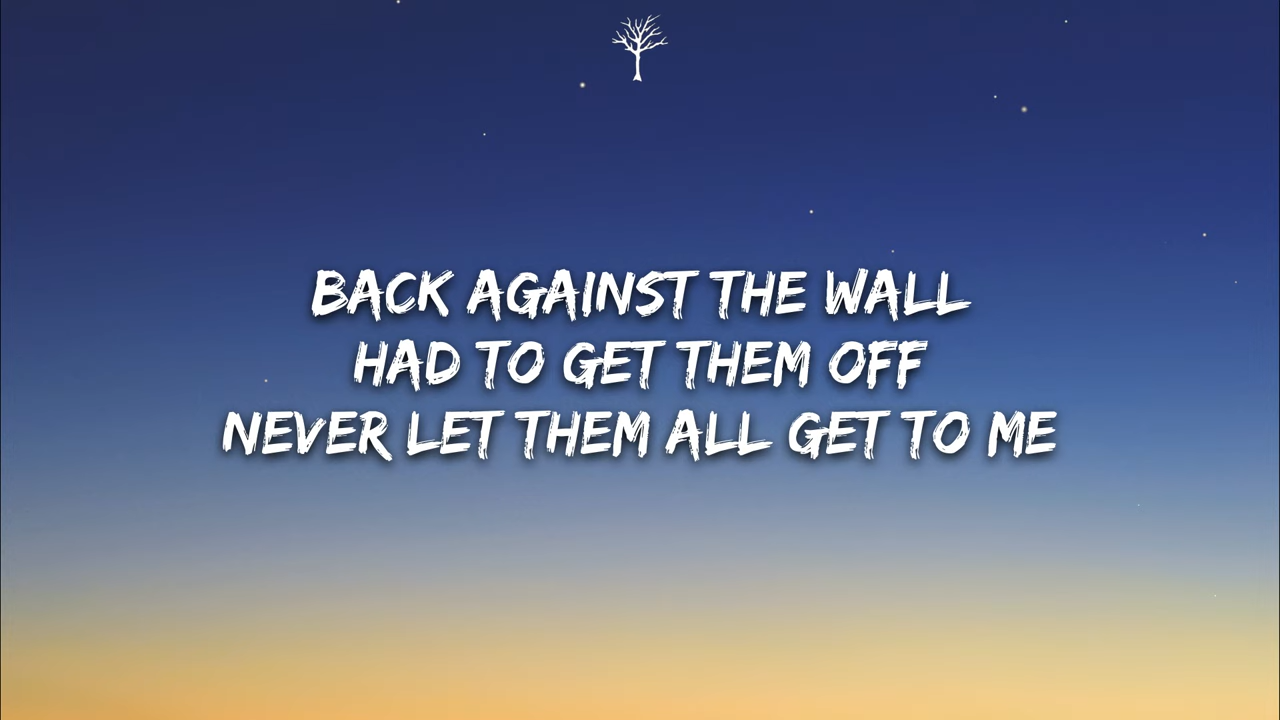 BACK AGAINST THE WALL
HAD TO GET THEM OFF
NEVER LET THEM ALL GET TO ME